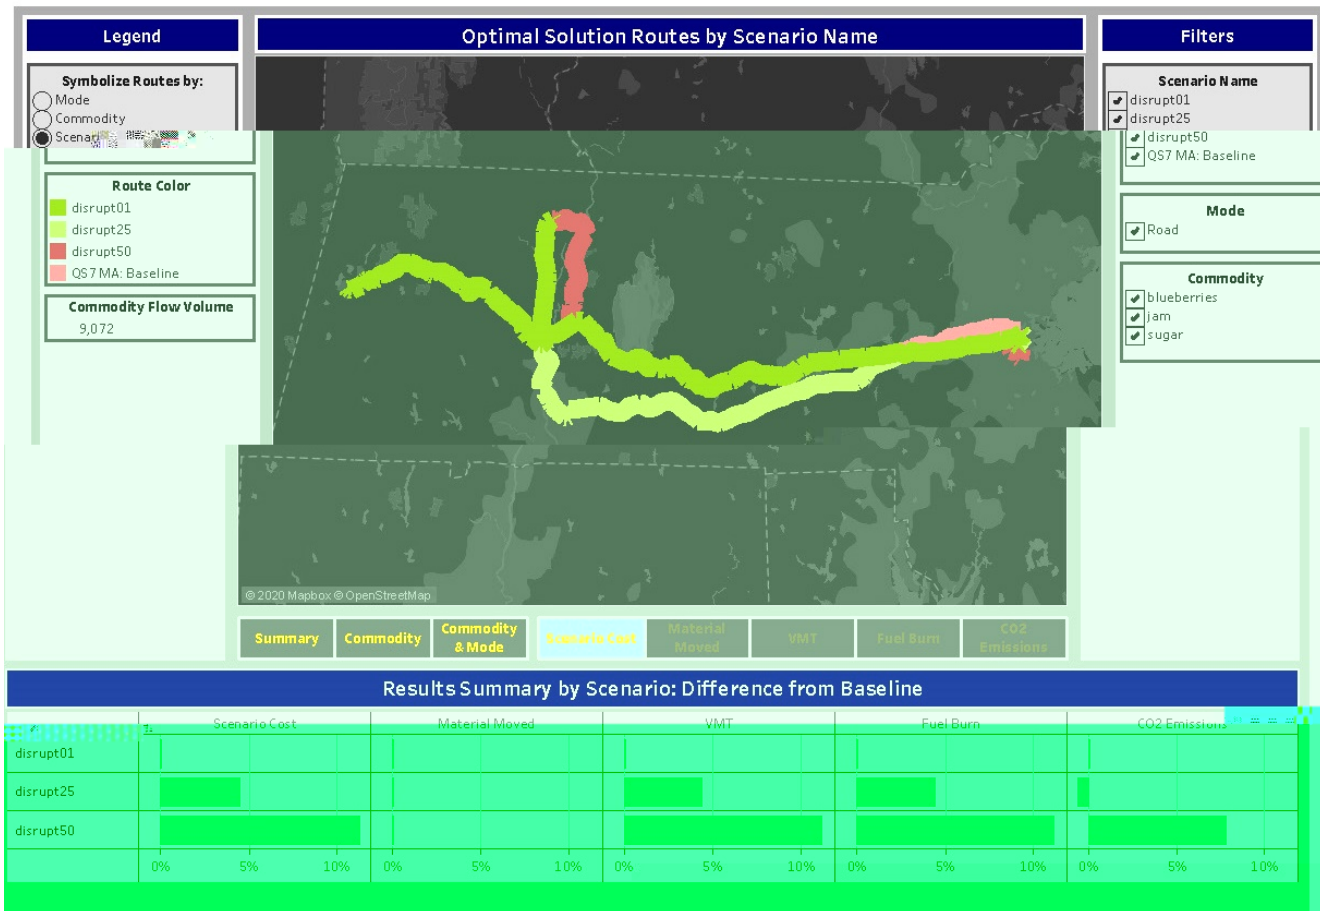 Legend
Optimal Solution Routes by Scenario Name
Filters
Symbolize Routes by:
Mode
Commodity
Scenario Name
disrupt01
disrupt25
disrupt50
QS7 MA: Baseline
Route Color
disrupt01
disrupt25
disrupt50
QS7 MA: Baseline
Commodity Flow Volume
9,072
Mode
Road
Commodity
blueberries
jam
sugar
© 2020 Mapbox © OpenStreetMap
Summary
Commodity
Commodity
& Mode
Scenario Cost
Material
Moved
VMT
Fuel Burn
CO2
Emissions
Results Summary by Scenario: Difference from Baseline
Scenario Cost
Material Moved
VMT
Fuel Burn
CO2 Emissions
disrupt01
disrupt25
disrupt50
0% 5% 10% 0% 5% 10% 0% 5% 10% 0% 5% 10% 0% 5% 10%